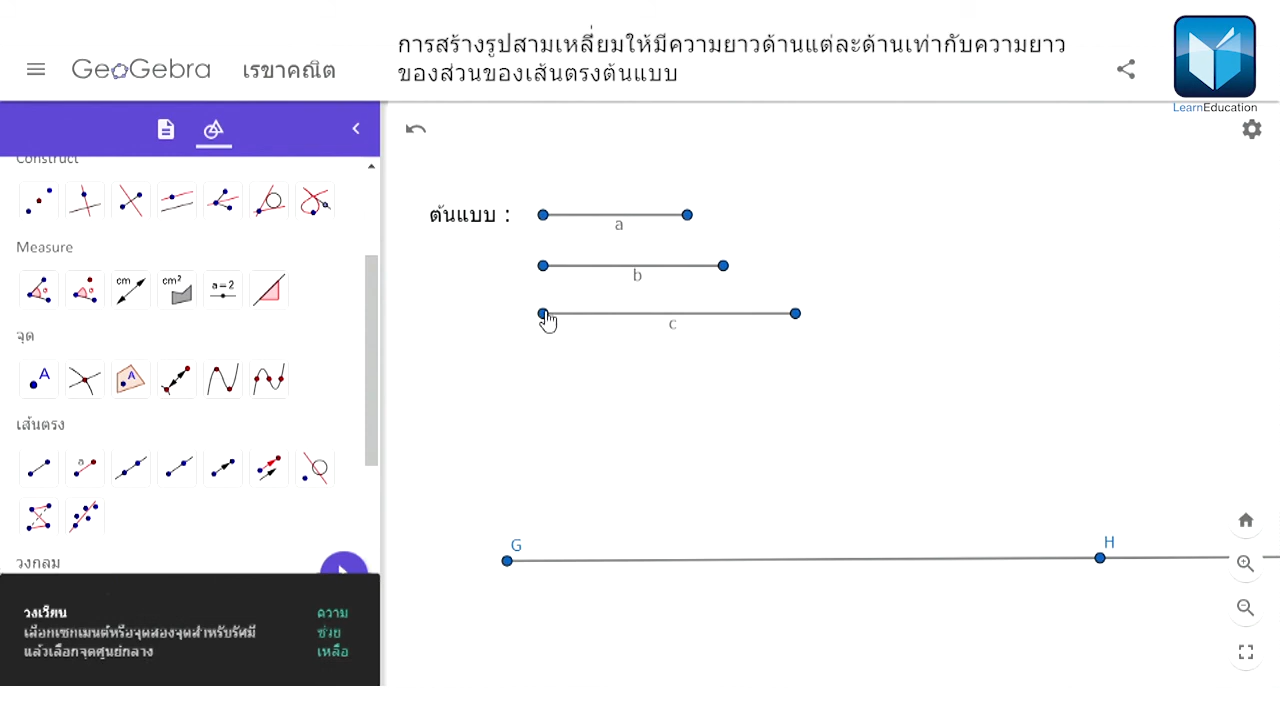 การสร้างรูปสามเหลี่ยมให้มีความยาวด้านแต่ละด้านเท่ากับความยาว
ของส่วนของเส้นตรงต้นแบบ
GeoGebra เรขาคณิต
LearnEducation
Construct
Measure
cm
cm²
a=2
จุด
A
A
เส้นตรง
a
วงกลม
วงเวียน
เลือกเซกเมนต์หรือจุดสองจุดสำหรับรัศมี
แล้วเลือกจุดศูนย์กลาง
ความ
ช่วย
เหลือ
ต้นแบบ :
a
b
c
G
H